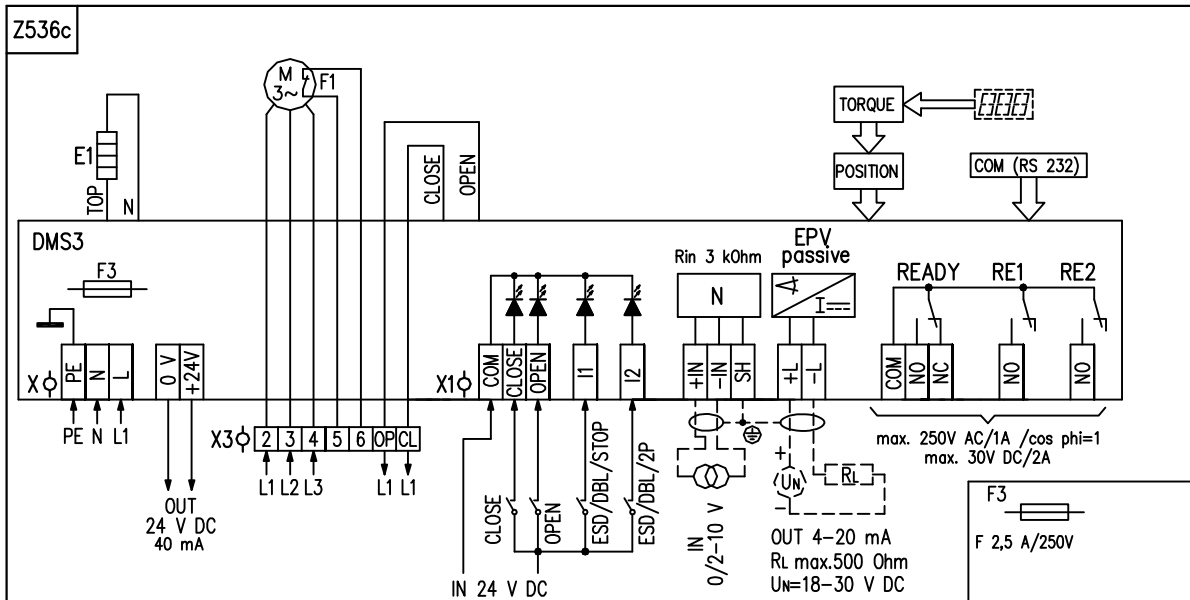 Z536c
M
3~
F1
E1
TOP
N
CLOSE
OPEN
TORQUE
POSITION
COM (RS 232)
DMS3
F3
Rin 3 kOhm
N
EPV
passive
I
READY
RE1
RE2
X
PE
N
L
0 V
+24V
X1
COM
CLOSE
OPEN
I1
I2
+IN
-IN
SH
+L
-L
COM
NO
NC
NO
NO
PE N L1
X3
2
3
4
5
6
OP
CL
L1 L2 L3
L1 L1
OUT
24 V DC
40 mA
CLOSE
OPEN
ESD/DBL/STOP
ESD/DBL/2P
IN 24 V DC
IN
0/2-10 V
+
UN
-
RL
OUT 4-20 mA
RL max.500 Ohm
UN=18-30 V DC
max. 250V AC/1A /cos phi=1
max. 30V DC/2A
F3
F 2,5 A/250V